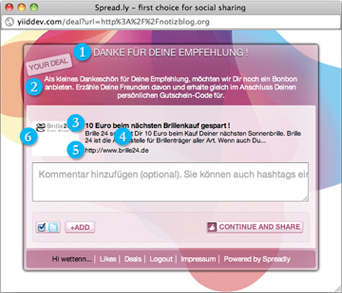 Spread.ly – first choice for social sharing
yiiddev.com/deal?url=http%3A%2F%2Fnotizblog.org
1
DANKE FÜR DEINE EMPFEHLUNG !
YOUR DEAL
2
Als kleines Dankeschön für Deine Empfehlung, möchten wir Dir noch ein Bonbon
anbieten. Erzähle Deinen Freunden davon und erhalte gleich im Anschluss Deinen
persönlichen Gutschein-Code für.
3
Brille24
10 Euro beim nächsten Brillenkauf gespart !
6
Brille 24 Dir 10 Euro beim Kauf Deiner nächsten Sonnenbrille. Brille
4
24 ist die für Brillenträger aller Art. Wenn auch Du...
5
http://www.brille24.de
Kommentar hinzufügen (optional). Sie können auch hashtags ein
+ADD
CONTINUE AND SHARE
Hi wettenn... | Likes | Deals | Logout | Impressum | Powered by Spreadly